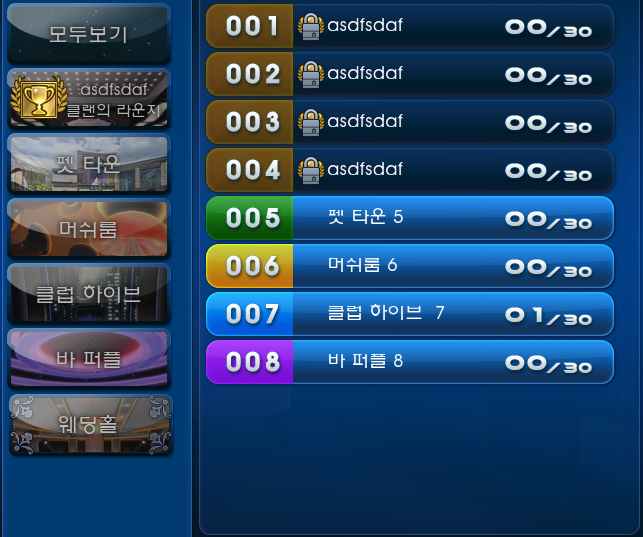 모두보기
asdfsdaf
클랜의 라운지
펫 타운
머쉬룸
클럽 하이브
바 퍼플
웨딩홀
001 asdfsdaf 00/30
002 asdfsdaf 00/30
003 asdfsdaf 00/30
004 asdfsdaf 00/30
005 펫 타운 5 00/30
006 머쉬룸 6 00/30
007 클럽 하이브 7 01/30
008 바 퍼플 8 00/30